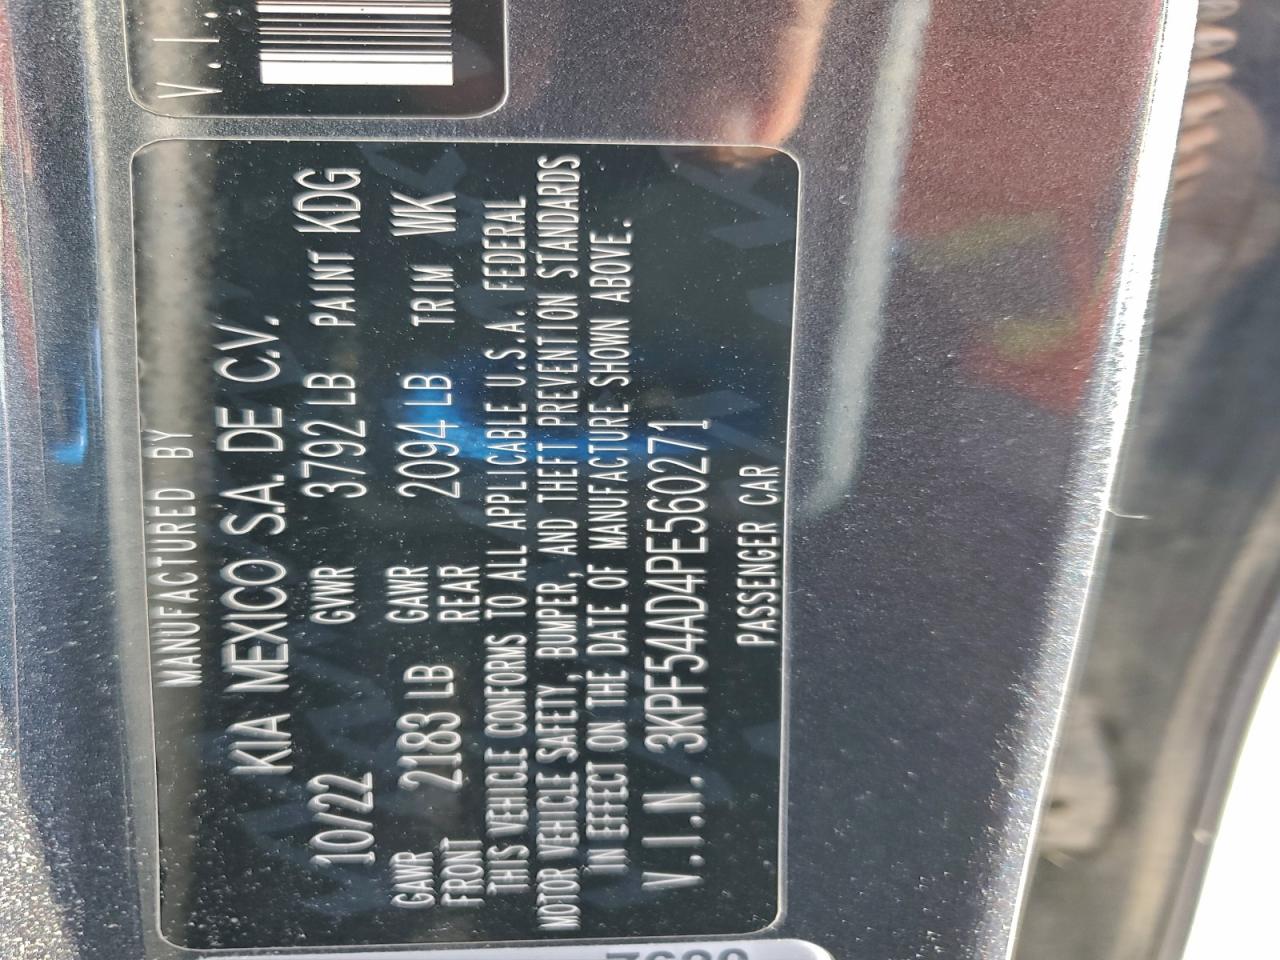 V.I.
MANUFACTURED BY
KIA MEXICO S.A. DE C.V.
10/22 GVWR 3792 LB PAINT KDG
GAWR FRONT 2183 LB GAWR REAR 2094 LB TRIM WK
THIS VEHICLE CONFORMS TO ALL APPLICABLE U.S.A. FEDERAL
MOTOR VEHICLE SAFETY, BUMPER, AND THEFT PREVENTION STANDARDS
IN EFFECT ON THE DATE OF MANUFACTURE SHOWN ABOVE.
V.I.N. 3KPF54AD4PE560271
PASSENGER CAR